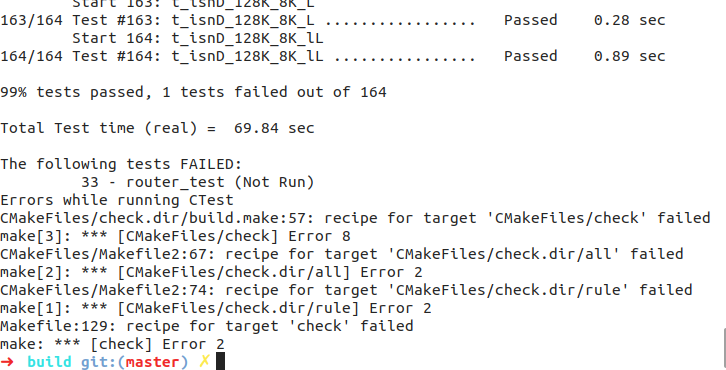 Start 163: t_isnD_128K_8K_L
163/164 Test #163: t_isnD_128K_8K_L .................   Passed    0.28 sec
        Start 164: t_isnD_128K_8K_lL
164/164 Test #164: t_isnD_128K_8K_lL ................   Passed    0.89 sec

99% tests passed, 1 tests failed out of 164

Total Test time (real) =  69.84 sec

The following tests FAILED:
         33 - router_test (Not Run)
Errors while running CTest
CMakeFiles/check.dir/build.make:57: recipe for target 'CMakeFiles/check' failed
make[3]: *** [CMakeFiles/check] Error 8
CMakeFiles/Makefile2:67: recipe for target 'CMakeFiles/check.dir/all' failed
make[2]: *** [CMakeFiles/check.dir/all] Error 2
CMakeFiles/Makefile2:74: recipe for target 'CMakeFiles/check.dir/rule' failed
make[1]: *** [CMakeFiles/check.dir/rule] Error 2
Makefile:129: recipe for target 'check' failed
make: *** [check] Error 2
➜  build git:(master) ✗